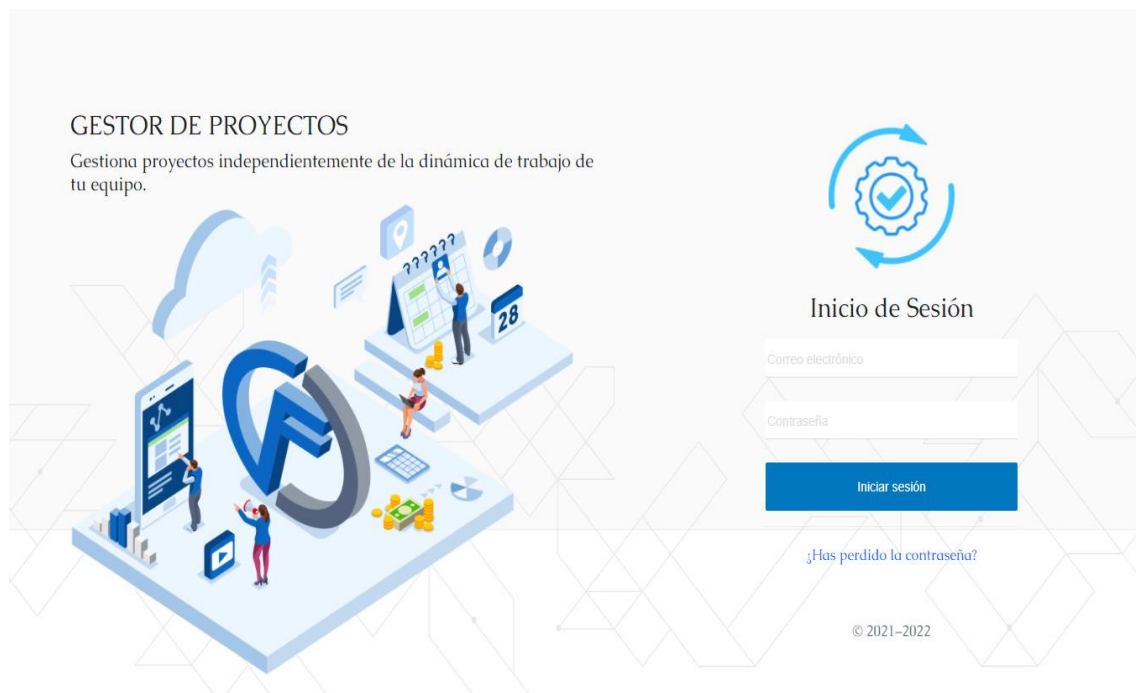 GESTOR DE PROYECTOS
Gestiona proyectos independientemente de la dinámica de trabajo de
tu equipo.
28
Inicio de Sesión
Correo electrónico
Contraseña
Iniciar sesión
¿Has perdido la contraseña?
© 2021–2022